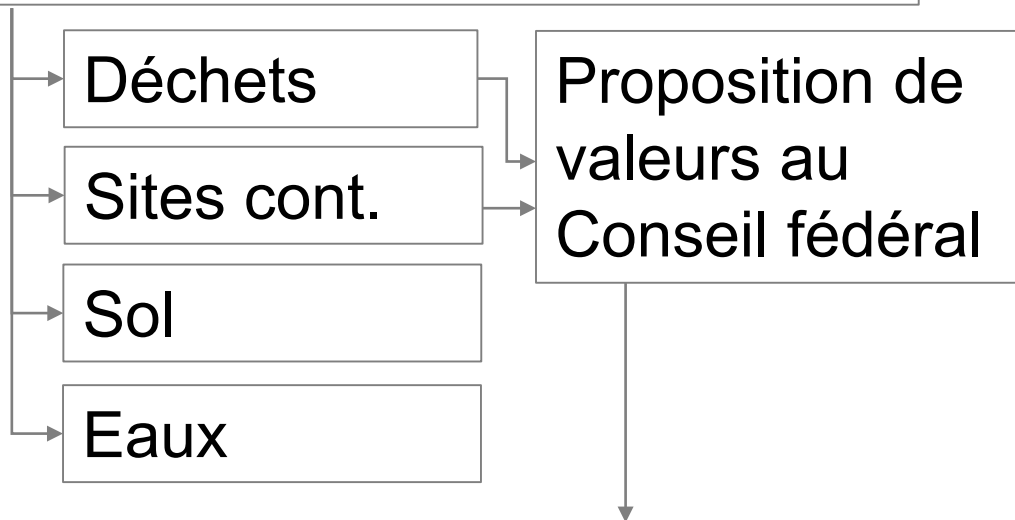 Déchets
Sites cont.
Sol
Eaux
Proposition de
valeurs au
Conseil fédéral